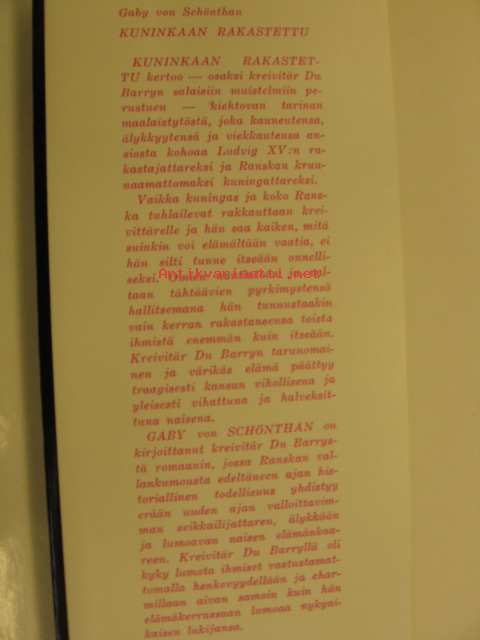 Gaby von Schönthan
KUNINKAAN RAKASTETTU
KUNINKAAN RAKASTET-
TU kertoo — osaksi kreivitär Du
Barryn salaisiin muistelmiin pe-
rustuen — kiehtovan tarinan
maalaistytöstä, joka kauneutensa,
älykkyytensä ja viekkautensa an-
siosta kohoaa Ludvig XV:n ra-
kastajattareksi ja Ranskan kruu-
naamattomaksi kuningattareksi.
Vaikka kuningas ja koko Rans-
ka tuhlailevat rakkauttaan krei-
vittärelle ja hän saa kaiken, mitä
suinkin voi elämältään vaatia, ei
hän silti tunne itseään onnelli-
seksi. Oman ja val-
Antikvariaatti.net
taan tähtäävien pyrkimystensä
hallitsemana hän tunnustaakin
vain kerran rakastaneensa toista
ihmistä enemmän kuin itseään.
Kreivitär Du Barryn tarunomai-
nen ja värikäs elämä päättyy
traagisesti kansan vihollisena ja
yleisesti vihattuna ja halveksit-
tuna naisena.
GABY von SCHÖNTHAN on
kirjoittanut kreivitär Du Barrys-
tä romaanin, jossa Ranskan val-
lankumousta edeltäneen ajan his-
toriallinen todellisuus yhdistyy
erään uuden ajan valloittavim-
man seikkailijattaren, älykkään
ja lumoavan naisen elämänkaa-
reen. Kreivitär Du Barryllä oli
kyky lumota ihmiset vastustamat-
tomalla henkevyydellään ja char-
millaan aivan samoin kuin hän
elämäkerrassaan lumoaa nykyai-
kaisen lukijansa.